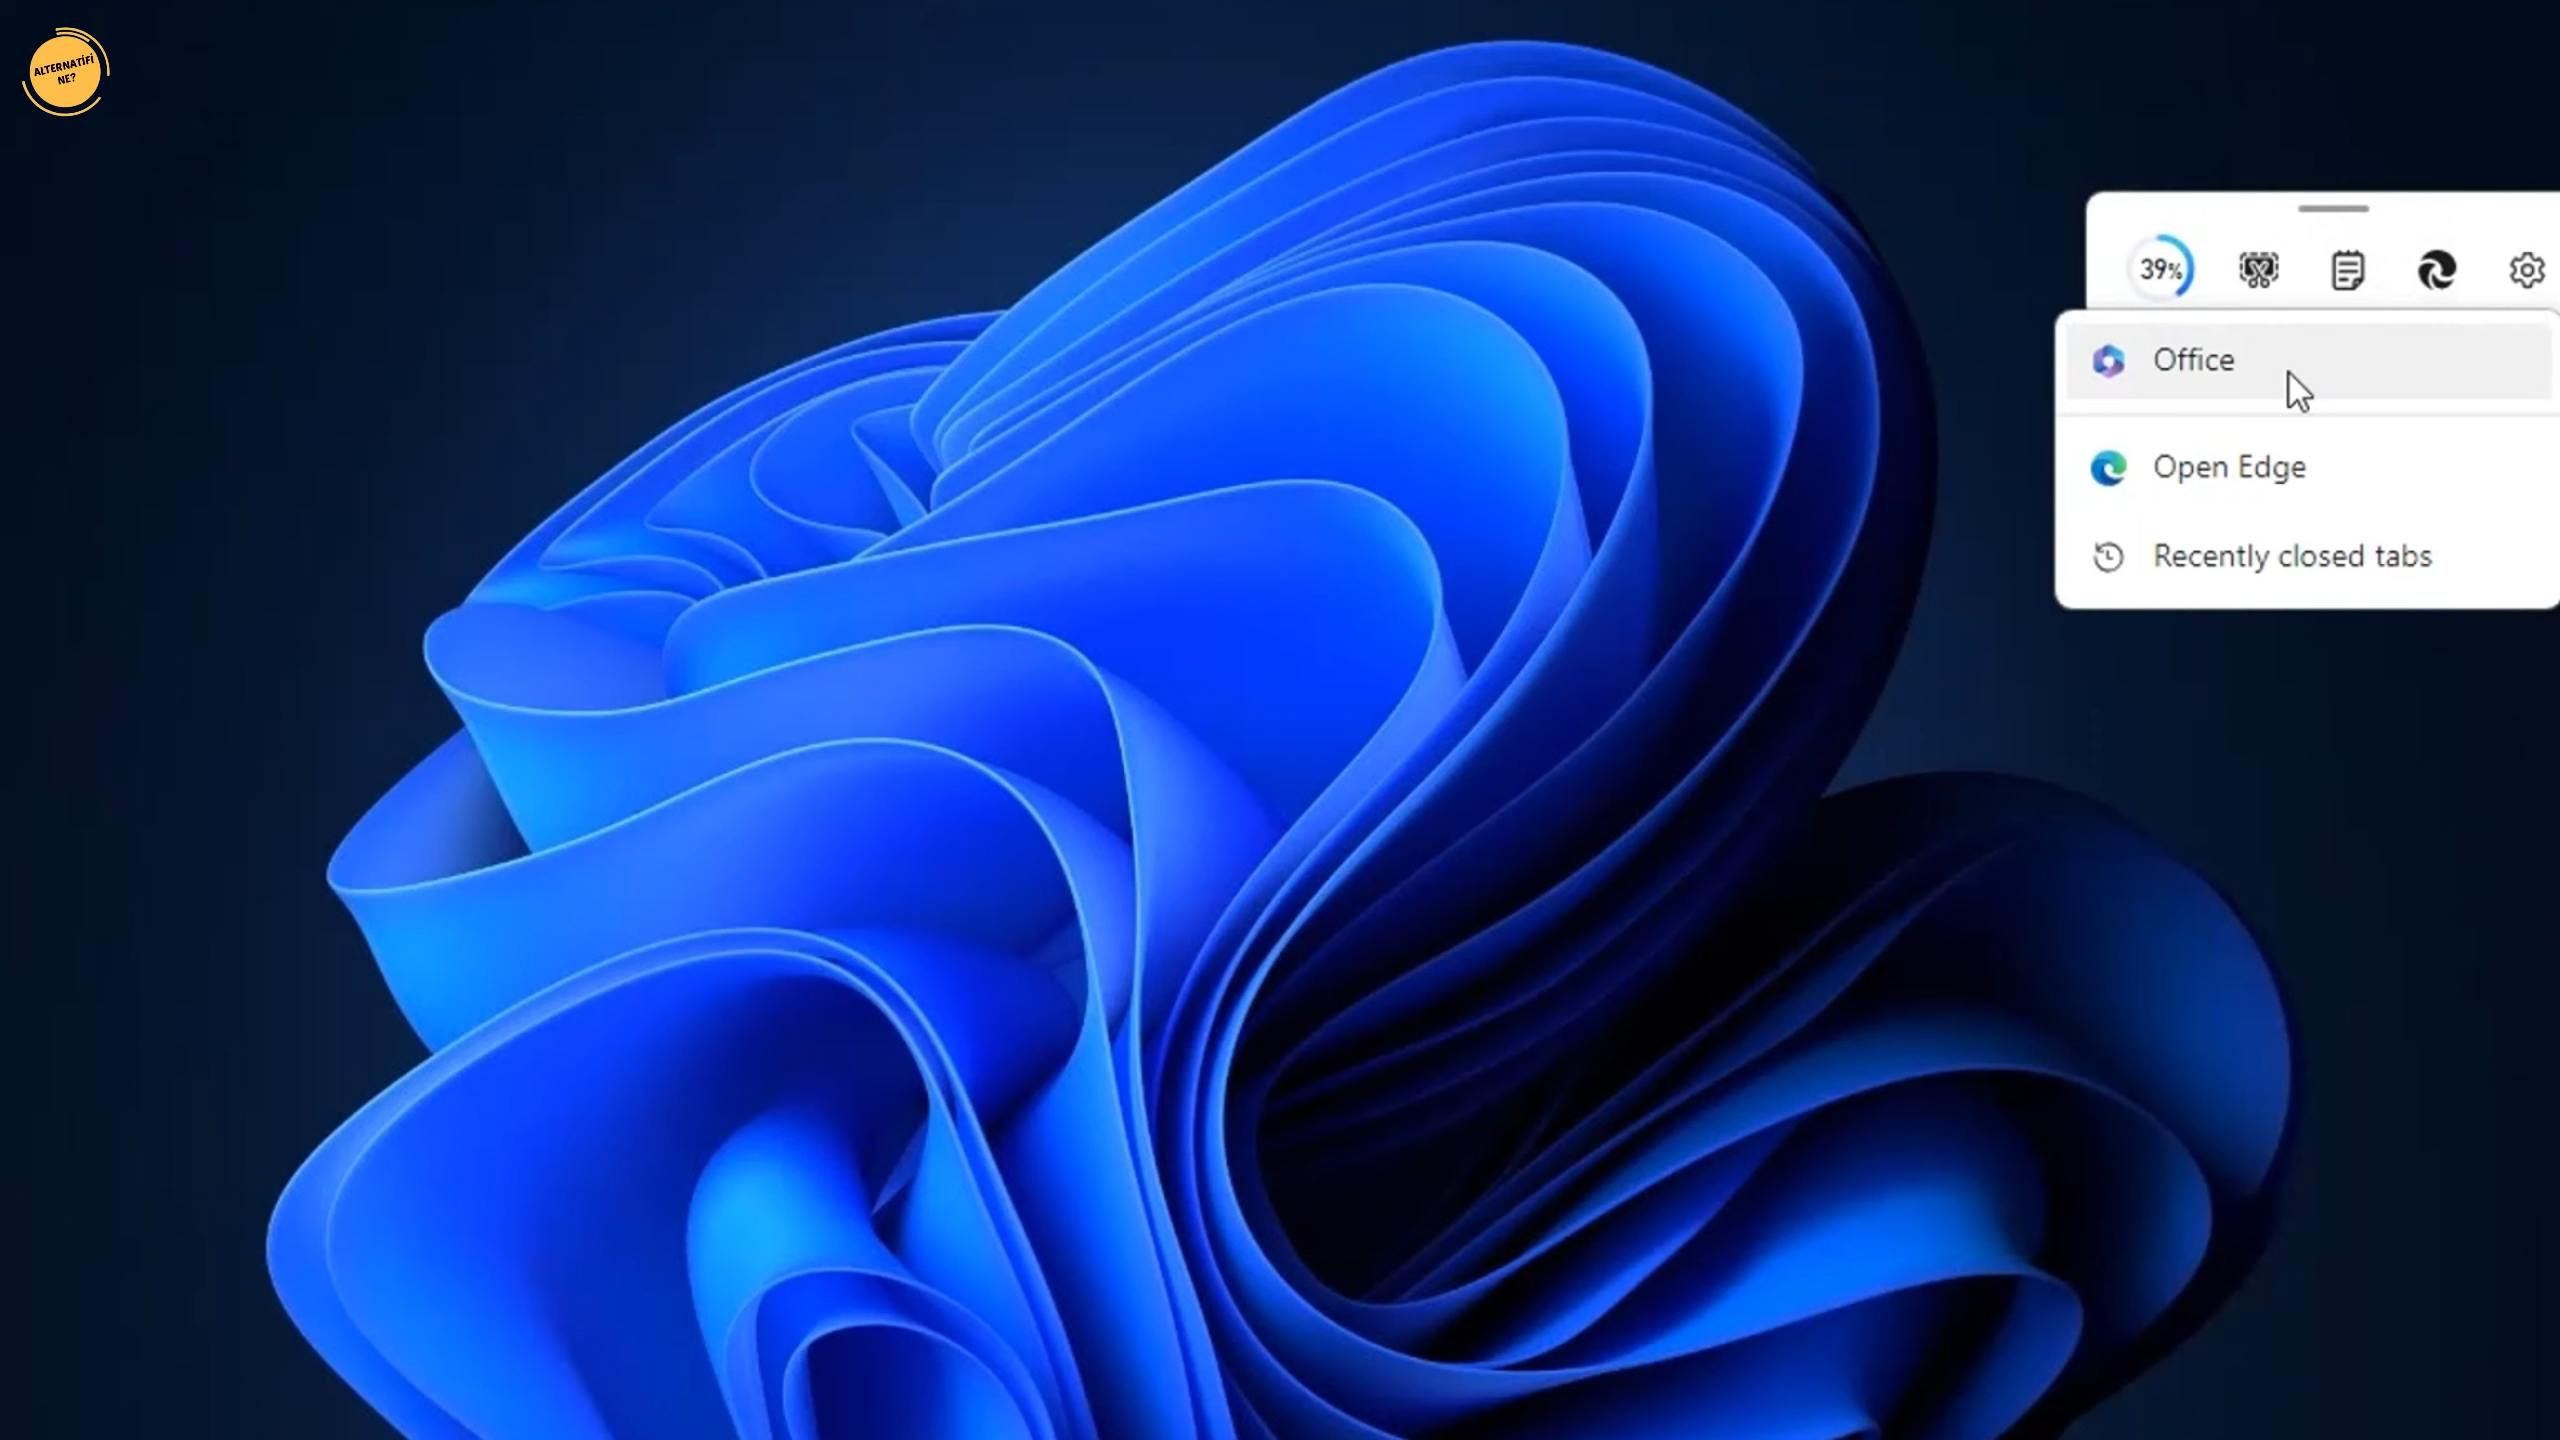 ALTERNATİFİ
NE?
39%
Office
Open Edge
Recently closed tabs